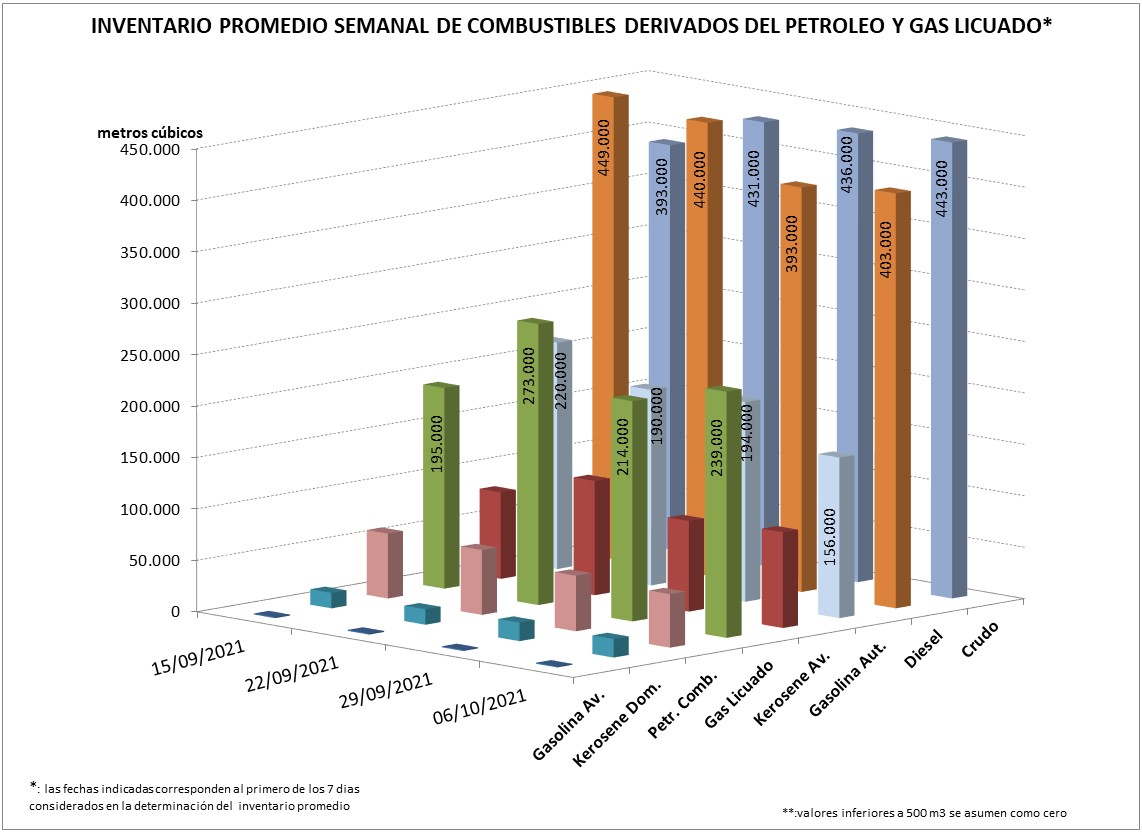 INVENTARIO PROMEDIO SEMANAL DE COMBUSTIBLES DERIVADOS DEL PETROLEO Y GAS LICUADO*
metros cúbicos
450.000
400.000
350.000
300.000
250.000
200.000
150.000
100.000
50.000
0
195.000
273.000
214.000
239.000
220.000
190.000
194.000
156.000
449.000
440.000
393.000
403.000
393.000
431.000
436.000
443.000
15/09/2021
22/09/2021
29/09/2021
06/10/2021
Gasolina Av.
Kerosene Dom.
Petr. Comb.
Gas Licuado
Kerosene Av.
Gasolina Aut.
Diesel
Crudo
*: las fechas indicadas corresponden al primero de los 7 dias
considerados en la determinación del inventario promedio
**:valores inferiores a 500 m3 se asumen como cero